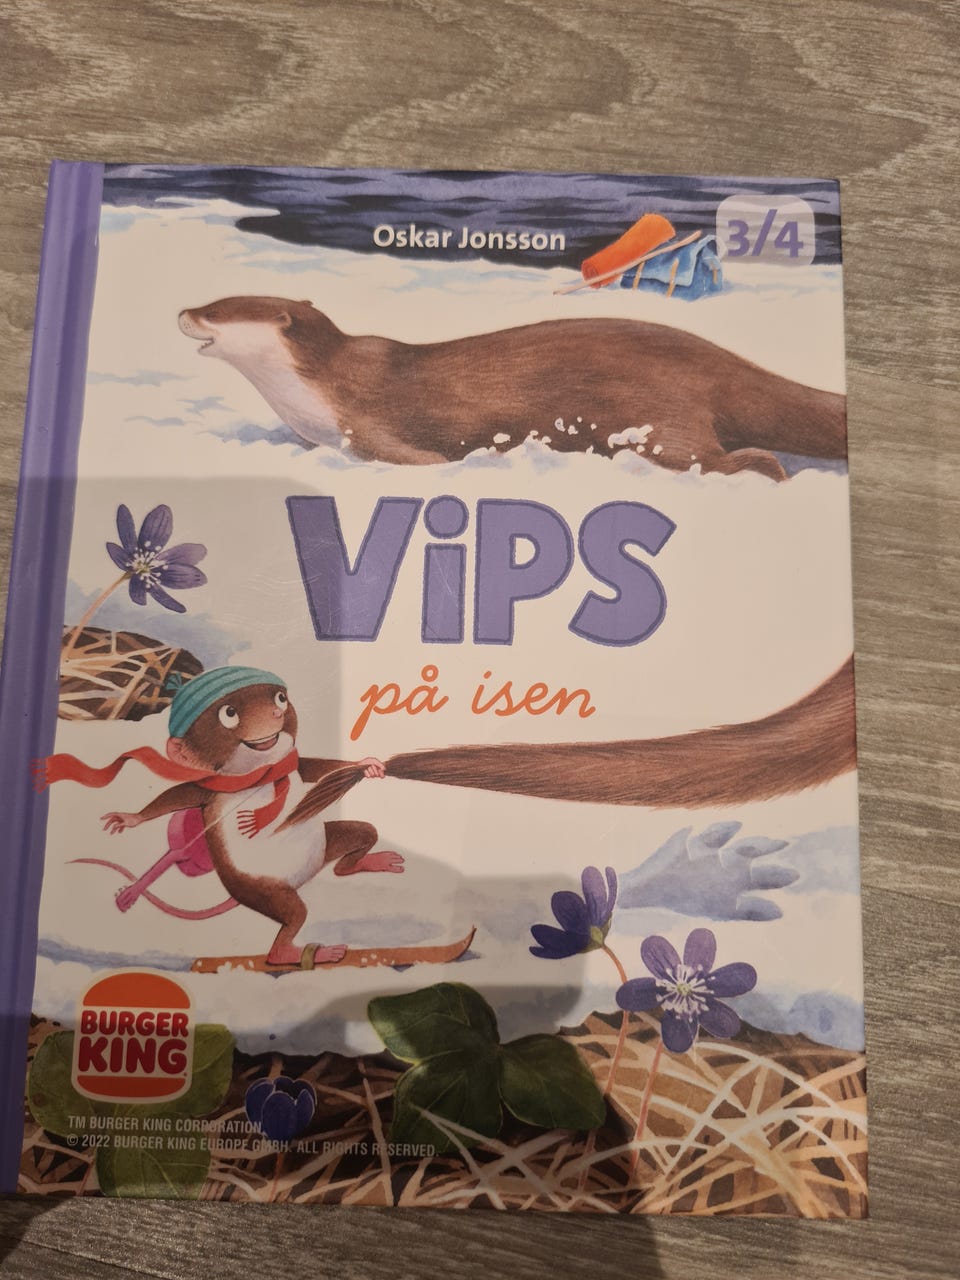 Oskar Jonsson
3/4
ViPS
på isen
BURGER
KING
TM BURGER KING CORPORATION.
© 2022 BURGER KING EUROPE GMBH. ALL RIGHTS RESERVED.